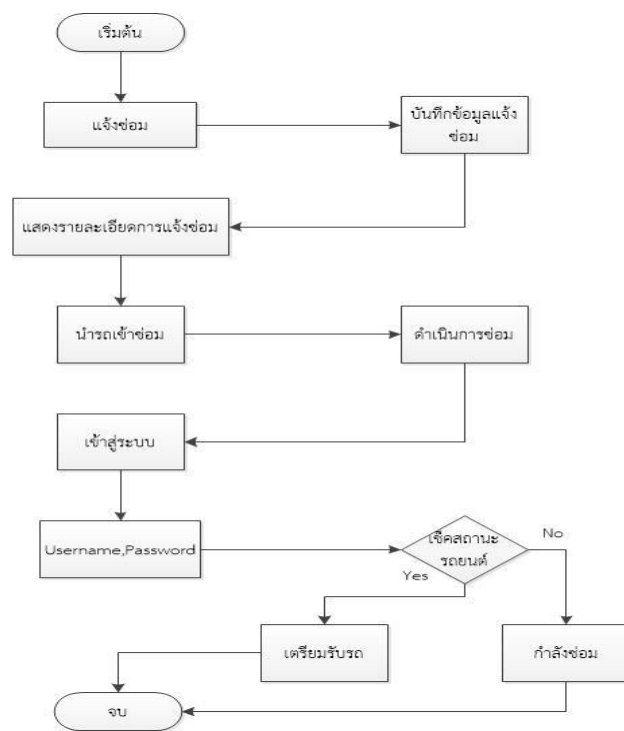 เริ่มต้น
แจ้งซ่อม
บันทึกข้อมูลแจ้ง
ซ่อม
แสดงรายละเอียดการแจ้งซ่อม
นำรถเข้าซ่อม
ดำเนินการซ่อม
เข้าสู่ระบบ
Username,Password
เช็คสถานะ
รถยนต์
No
Yes
เตรียมรับรถ
กำลังซ่อม
จบ